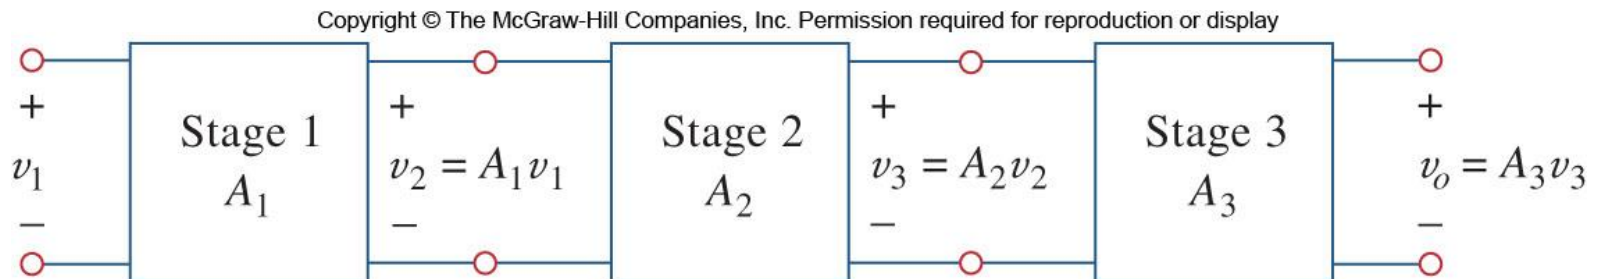 Copyright © The McGraw-Hill Companies, Inc. Permission required for reproduction or display
+ + + +
Stage 1 Stage 2 Stage 3
v₁ v₂ = A₁v₁ v₃ = A₂v₂ vₒ = A₃v₃
A₁ A₂ A₃
− − − −